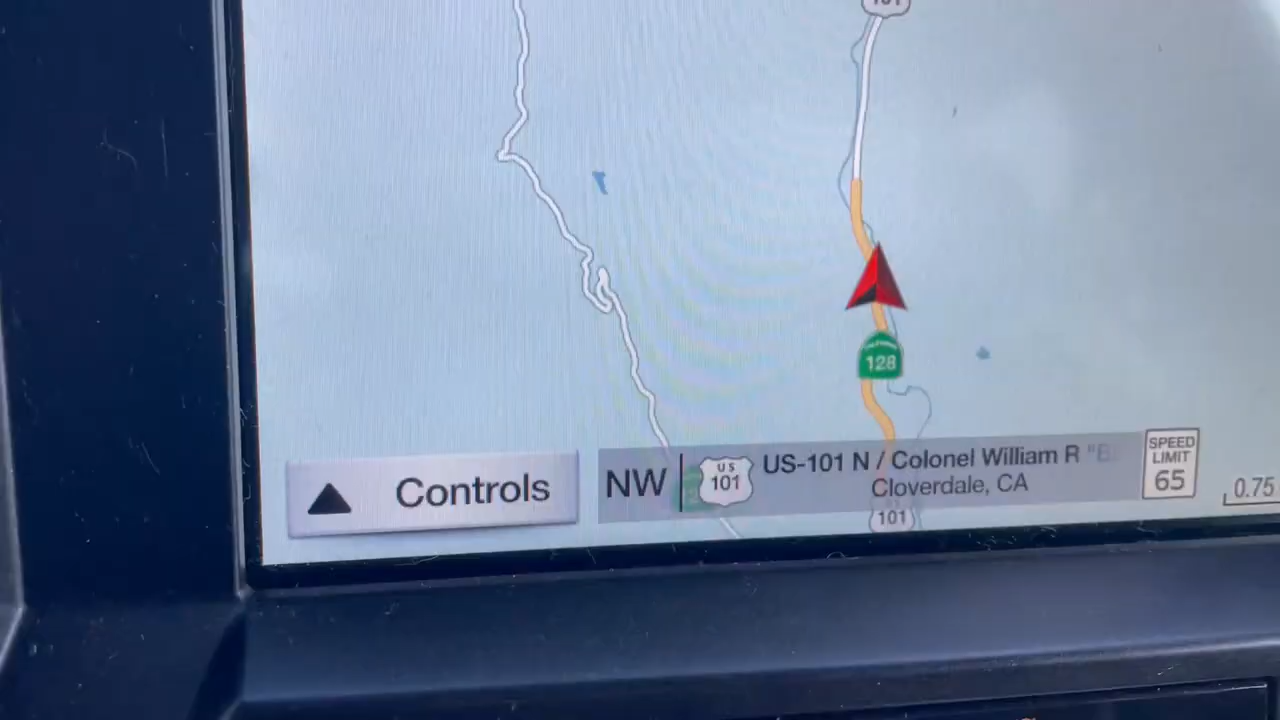 101
128
Controls
NW
US
101
US-101 N / Colonel William R "B
Cloverdale, CA
SPEED
LIMIT
65
0.75
101